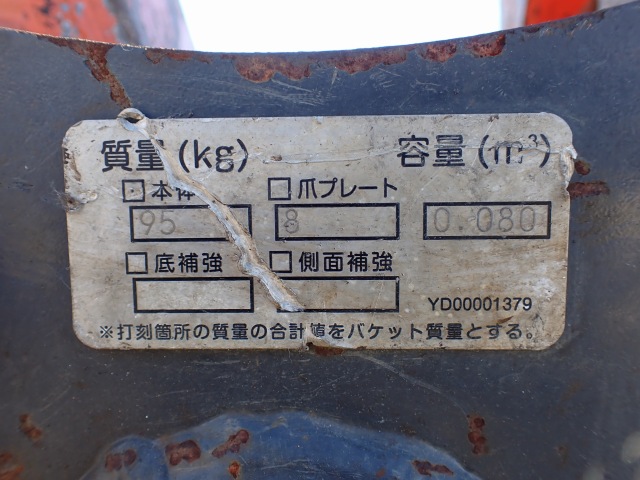 質量(kg) 容量(m³)
□本体 □爪プレート
95 8 0.080
□底補強 □側面補強
YD00001379
※打刻箇所の質量の合計値をバケット質量とする。